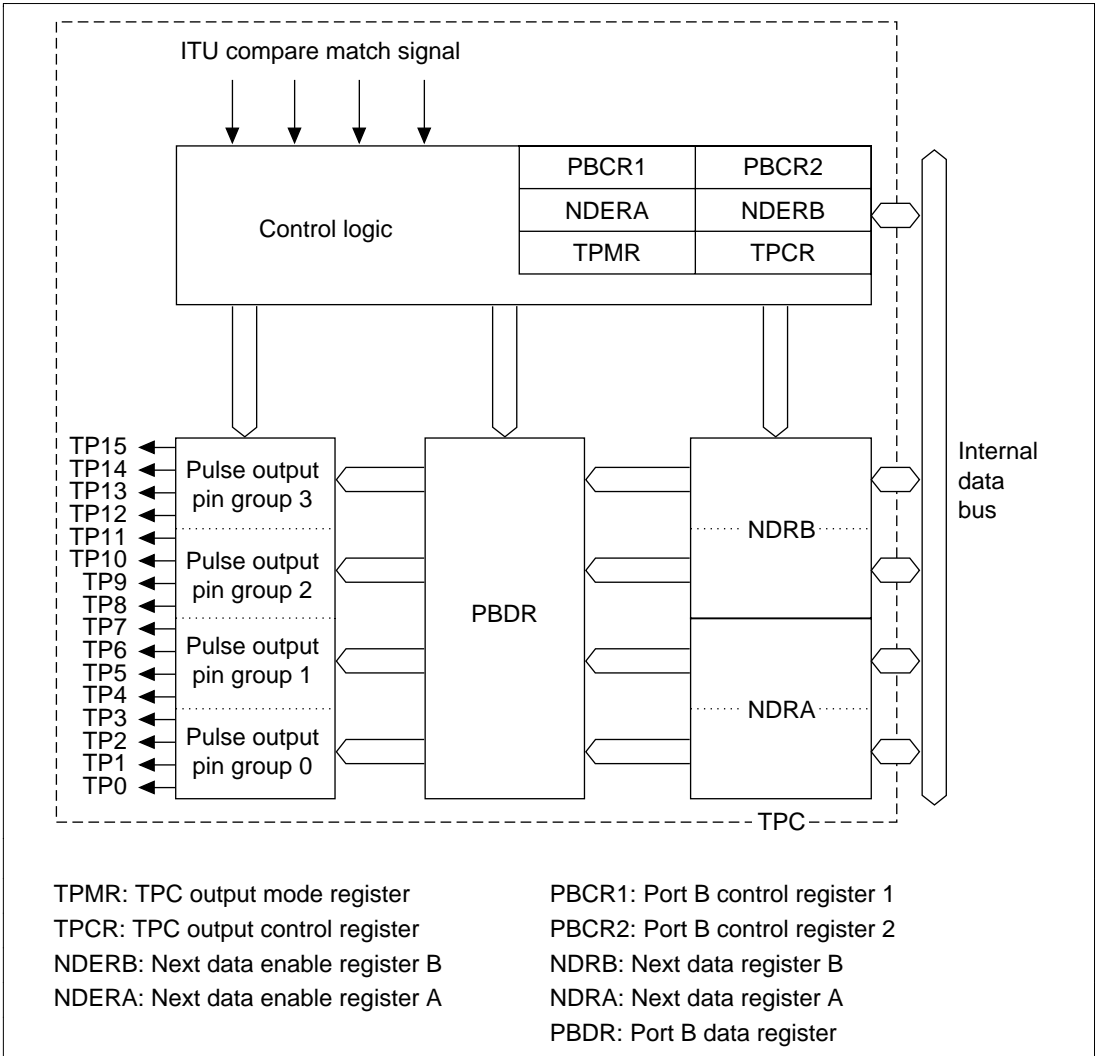 ITU compare match signal
PBCR1 PBCR2
Control logic
NDERA NDERB
TPMR TPCR
TP15
TP14
TP13
TP12
TP11
TP10
TP9
TP8
TP7
TP6
TP5
TP4
TP3
TP2
TP1
TP0
Pulse output
pin group 3
Pulse output
pin group 2
Pulse output
pin group 1
Pulse output
pin group 0
PBDR
NDRB
NDRA
Internal
data
bus
TPC
TPMR: TPC output mode register
TPCR: TPC output control register
NDERB: Next data enable register B
NDERA: Next data enable register A
PBCR1: Port B control register 1
PBCR2: Port B control register 2
NDRB: Next data register B
NDRA: Next data register A
PBDR: Port B data register